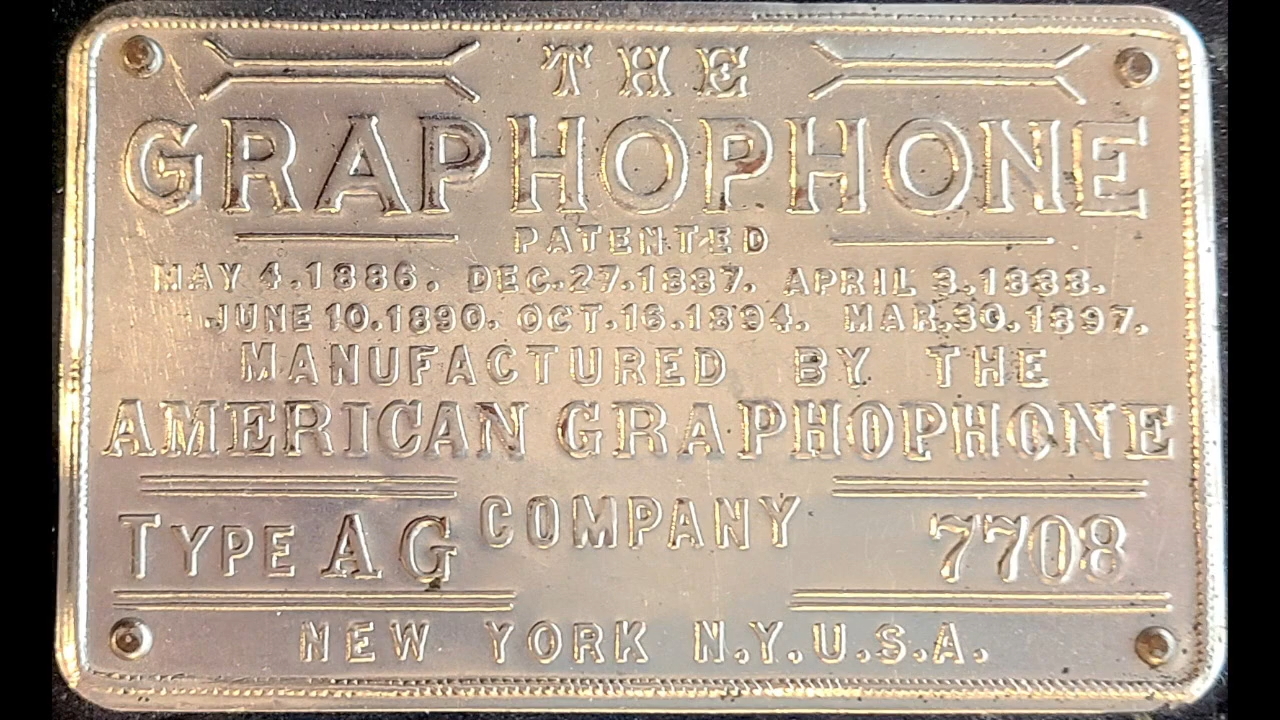 THE
GRAPHOPHONE
PATENTED
MAY 4.1886. DEC.27.1887. APRIL 3.1888.
JUNE 10.1890. OCT.16.1894. MAR.30.1897.
MANUFACTURED BY THE
AMERICAN GRAPHOPHONE
COMPANY
TYPE AG 7708
NEW YORK N.Y.U.S.A.